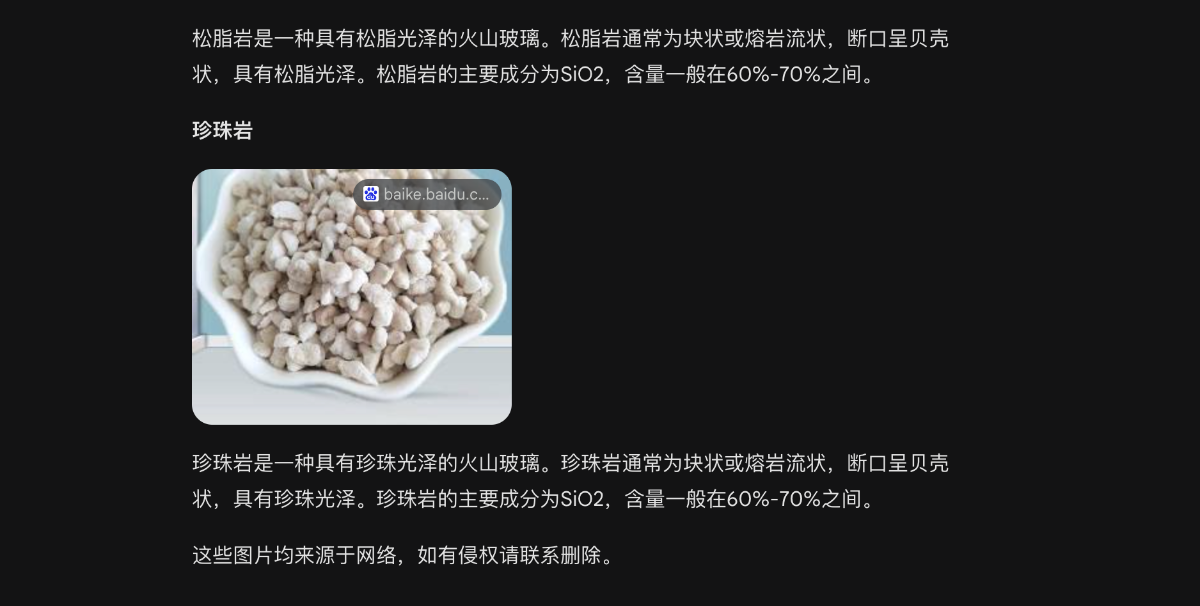 松脂岩是一种具有松脂光泽的火山玻璃。松脂岩通常为块状或熔岩流状，断口呈贝壳
状，具有松脂光泽。松脂岩的主要成分为SiO2，含量一般在60%-70%之间。
珍珠岩
baike.baidu.c...
珍珠岩是一种具有珍珠光泽的火山玻璃。珍珠岩通常为块状或熔岩流状，断口呈贝壳
状，具有珍珠光泽。珍珠岩的主要成分为SiO2，含量一般在60%-70%之间。
这些图片均来源于网络，如有侵权请联系删除。